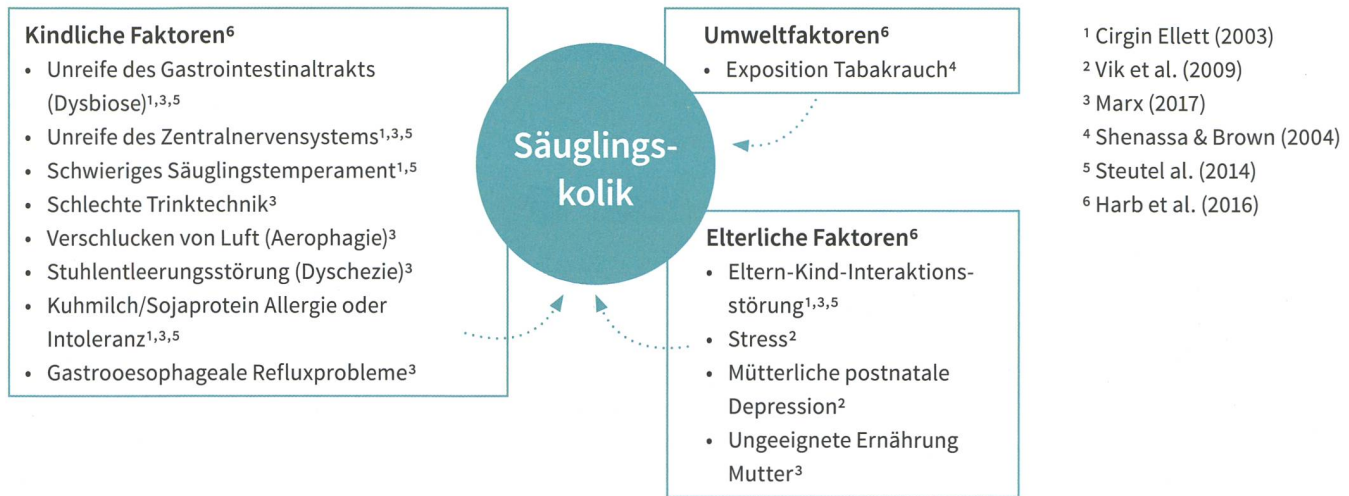 Kindliche Faktoren⁶
• Unreife des Gastrointestinaltrakts
(Dysbiose)¹,³,⁵
• Unreife des Zentralnervensystems¹,³,⁵
• Schwieriges Säuglingstemperament¹,⁵
• Schlechte Trinktechnik³
• Verschlucken von Luft (Aerophagie)³
• Stuhlentleerungsstörung (Dyschezie)³
• Kuhmilch/Sojaprotein Allergie oder
Intoleranz¹,³,⁵
• Gastrooesophageale Refluxprobleme³
Säuglings-
kolik
Umweltfaktoren⁶
• Exposition Tabakrauch⁴
Elterliche Faktoren⁶
• Eltern-Kind-Interaktions-
störung¹,³,⁵
• Stress²
• Mütterliche postnatale
Depression²
• Ungeeignete Ernährung
Mutter³
¹ Cirgin Ellett (2003)
² Vik et al. (2009)
³ Marx (2017)
⁴ Shenassa & Brown (2004)
⁵ Steutel al. (2014)
⁶ Harb et al. (2016)